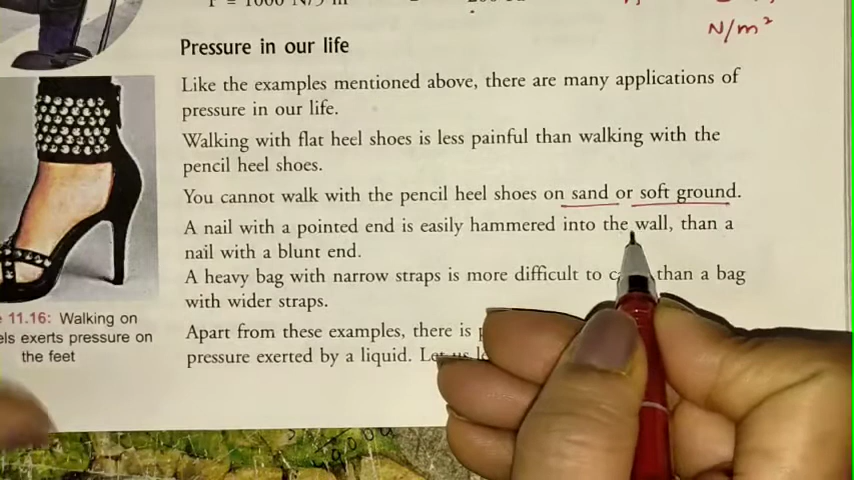 = 1000 N/
N/m²
Pressure in our life
Like the examples mentioned above, there are many applications of
pressure in our life.
Walking with flat heel shoes is less painful than walking with the
pencil heel shoes.
You cannot walk with the pencil heel shoes on sand or soft ground.
A nail with a pointed end is easily hammered into the wall, than a
nail with a blunt end.
A heavy bag with narrow straps is more difficult to than a bag
with wider straps.
Apart from these examples, there is
pressure exerted by a liquid. Let us
11.16: Walking on
exerts pressure on
the feet